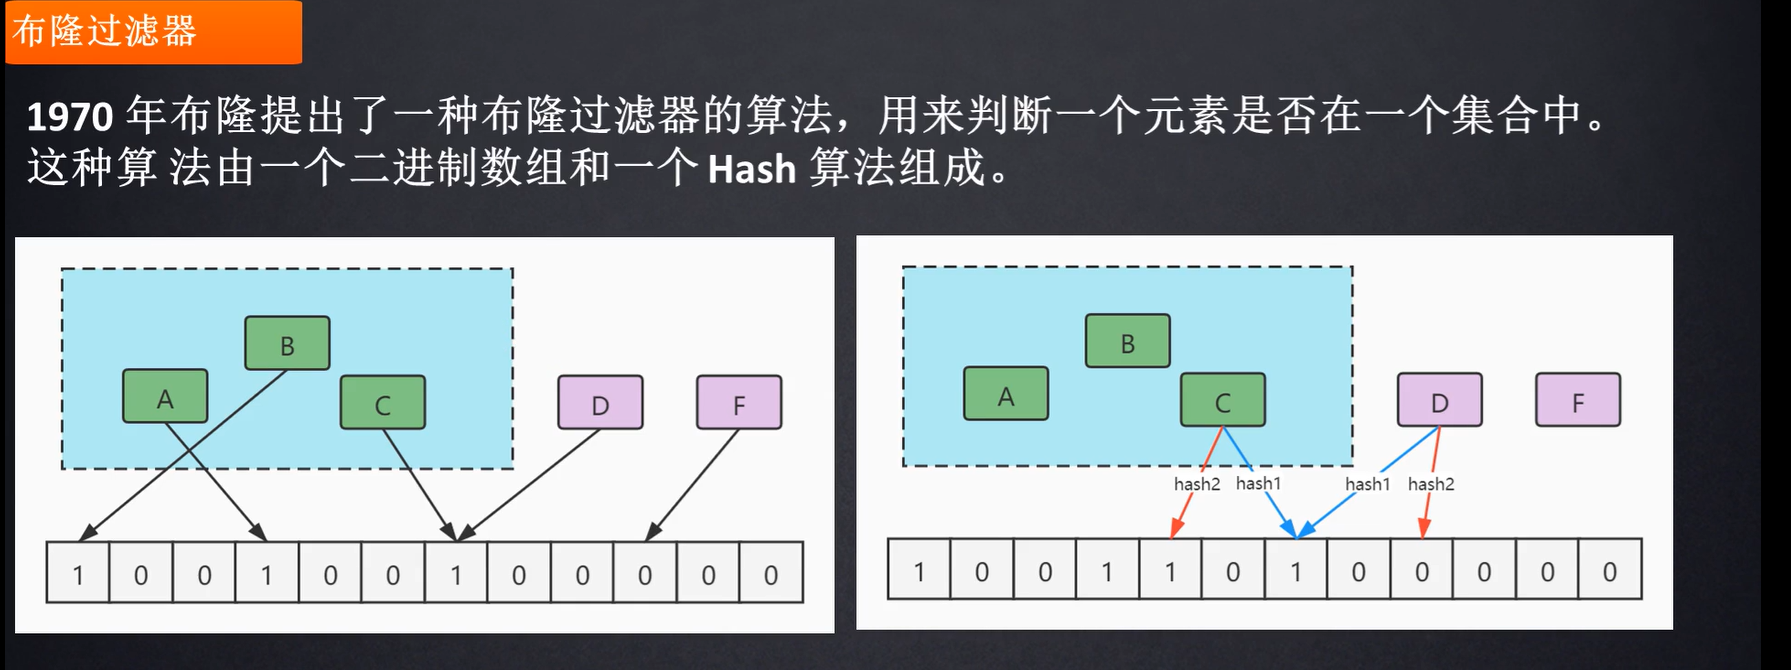 布隆过滤器
1970 年布隆提出了一种布隆过滤器的算法，用来判断一个元素是否在一个集合中。
这种算 法由一个二进制数组和一个 Hash 算法组成。
B
A
C
D
F
1 0 0 1 0 0 1 0 0 0 0 0
B
A
C
D
F
hash2 hash1 hash1 hash2
1 0 0 1 1 0 1 0 0 0 0 0